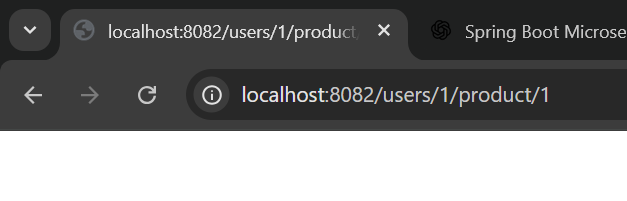 localhost:8082/users/1/product
Spring Boot Microse
localhost:8082/users/1/product/1